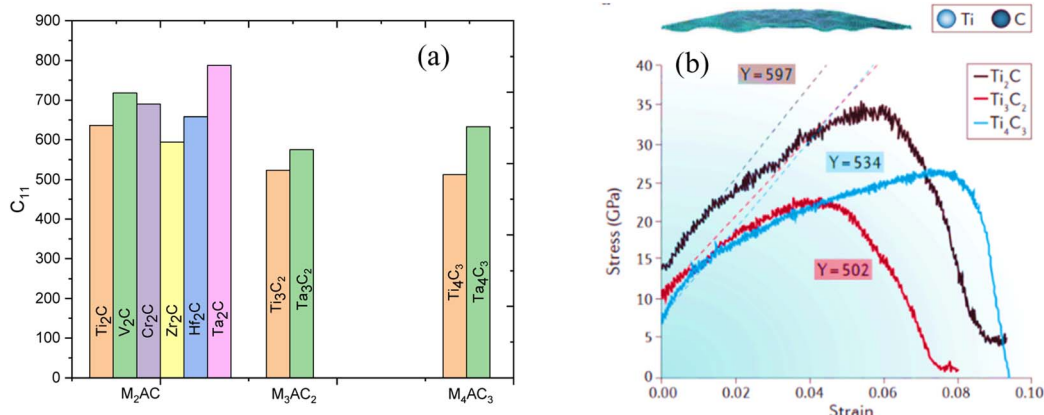 (a)
C11
900
800
700
600
500
400
300
200
100
0
Ti2C
V2C
Cr2C
Zr2C
Hf2C
Ta2C
Ti3C2
Ta3C2
Ti4C3
Ta4C3
M2AC
M3AC2
M4AC3
Ti
C
(b)
Stress (GPa)
40
35
30
25
20
15
10
5
0
Y = 597
Y = 534
Y = 502
Ti2C
Ti3C2
Ti4C3
0.00
0.02
0.04
0.06
0.08
0.10
Strain